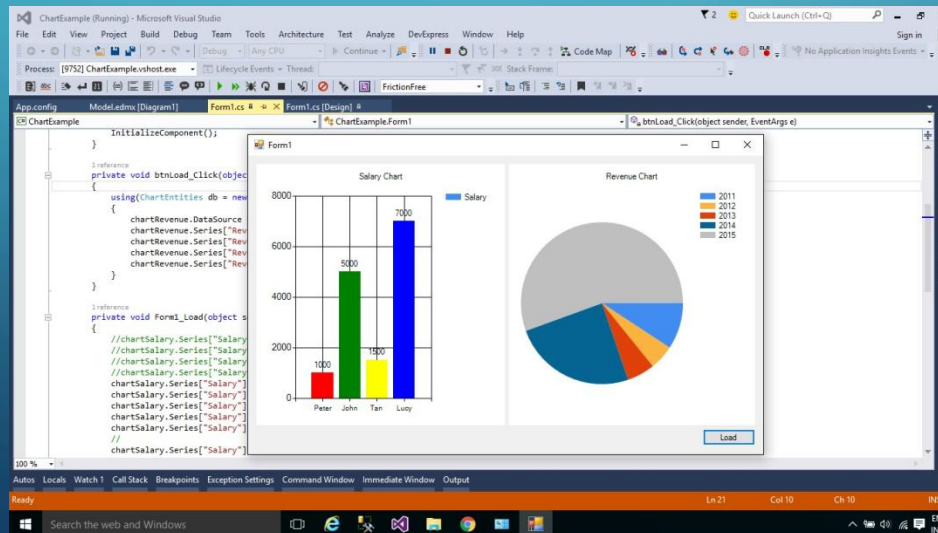 ChartExample (Running) - Microsoft Visual Studio
2
Quick Launch (Ctrl+Q)
File Edit View Project Build Debug Team Tools Architecture Test Analyze DevExpress Window Help
Sign in
Debug Any CPU Continue Code Map No Application Insights Events
Process: [9752] ChartExample.vshost.exe Lifecycle Events Thread: Stack Frame:
FrictionFree
App.config Model.edmx [Diagram1] Form1.cs Form1.cs [Design]
ChartExample ChartExample.Form1 btnLoad_Click(object sender, EventArgs e)
InitializeComponent();
}
1 reference
private void btnLoad_Click(objec
{
using(ChartEntities db = new
{
chartRevenue.DataSource
chartRevenue.Series["Rev
chartRevenue.Series["Rev
chartRevenue.Series["Rev
chartRevenue.Series["Rev
}
}
1 reference
private void Form1_Load(object s
{
//chartSalary.Series["Salary
//chartSalary.Series["Salary
//chartSalary.Series["Salary
//chartSalary.Series["Salary
chartSalary.Series["Salary"]
chartSalary.Series["Salary"]
chartSalary.Series["Salary"]
chartSalary.Series["Salary"]
chartSalary.Series["Salary"]
//
chartSalary.Series["Salary"]
Form1
Salary Chart
Salary
8000
6000
4000
2000
0
1000
5000
1500
7000
Peter John Tan Lucy
Revenue Chart
2011
2012
2013
2014
2015
Load
100 %
Autos Locals Watch 1 Call Stack Breakpoints Exception Settings Command Window Immediate Window Output
Ready Ln 21 Col 10 Ch 10 INS
Search the web and Windows